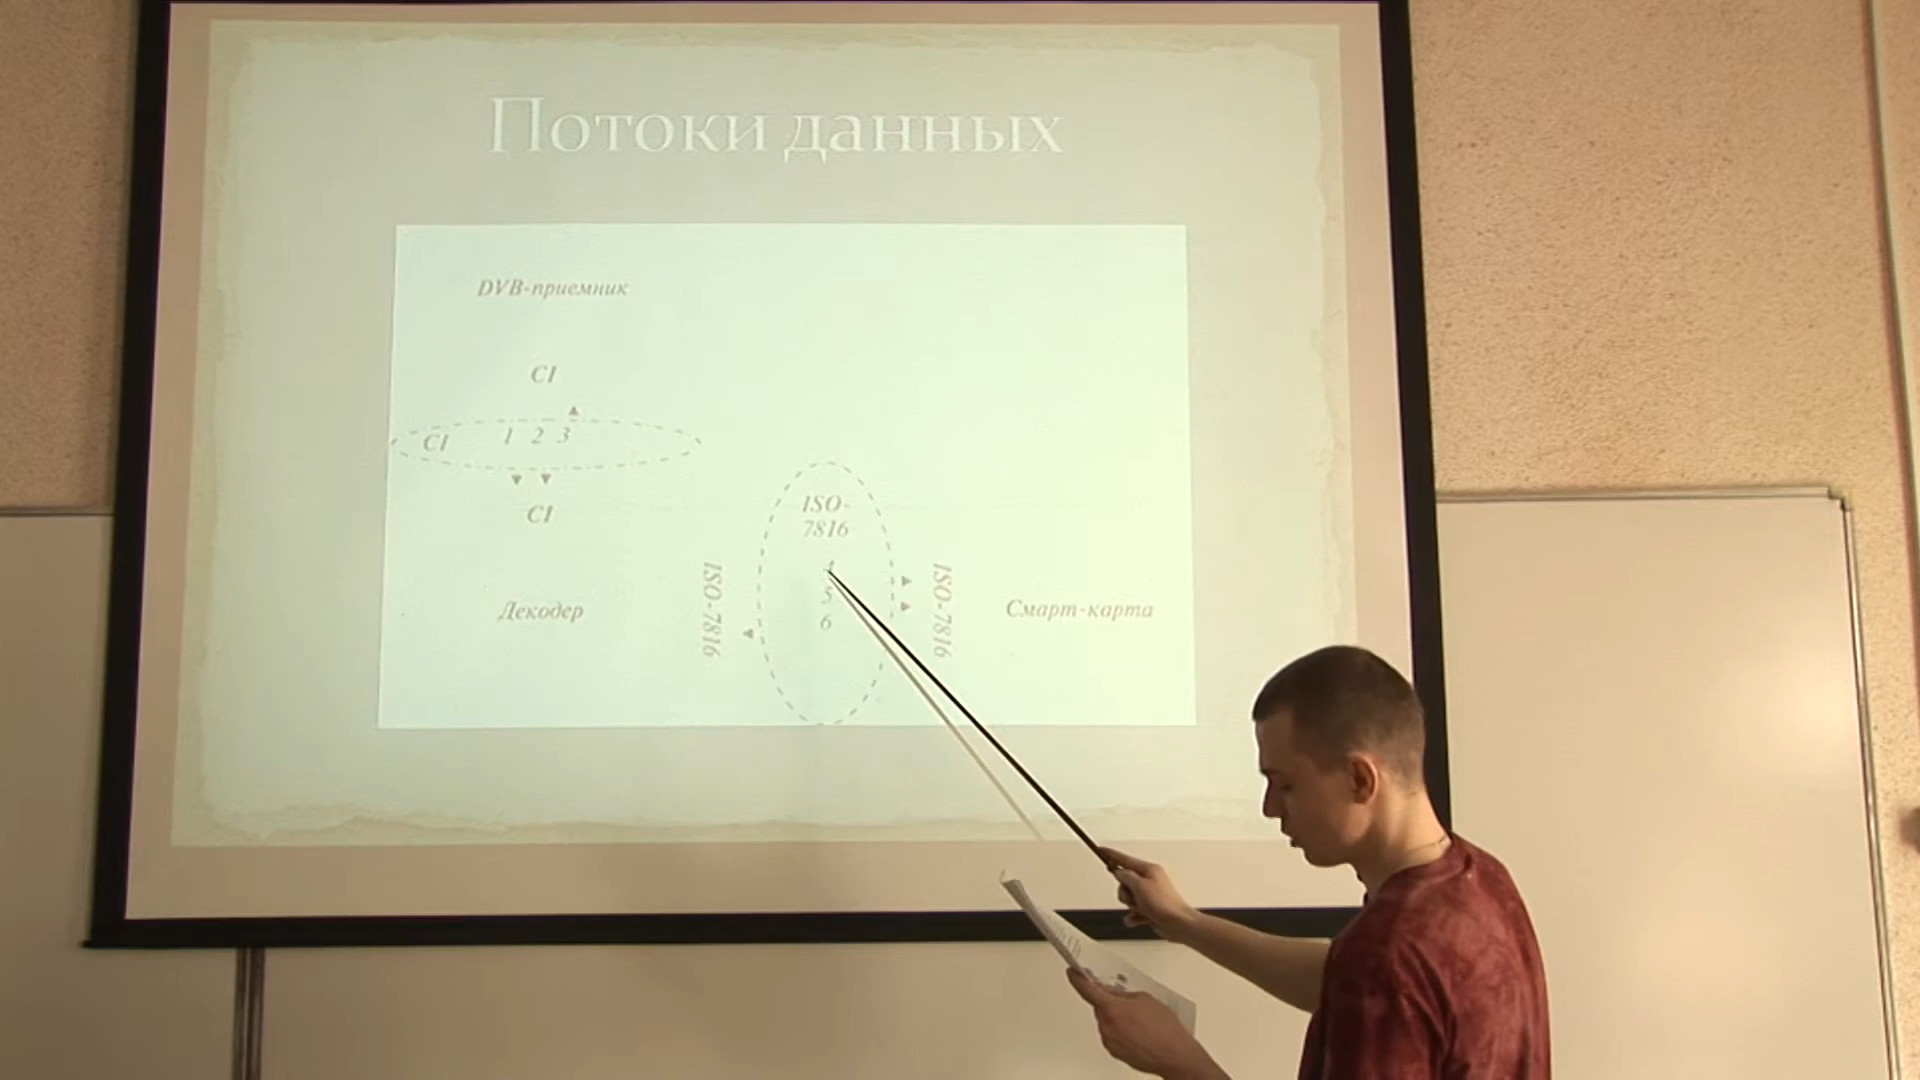 Потоки данных
DVB-приемник
CI
CI 1 2 3
CI
ISO-
7816
4
5
6
ISO-7816
ISO-7816
Декодер
Смарт-карта